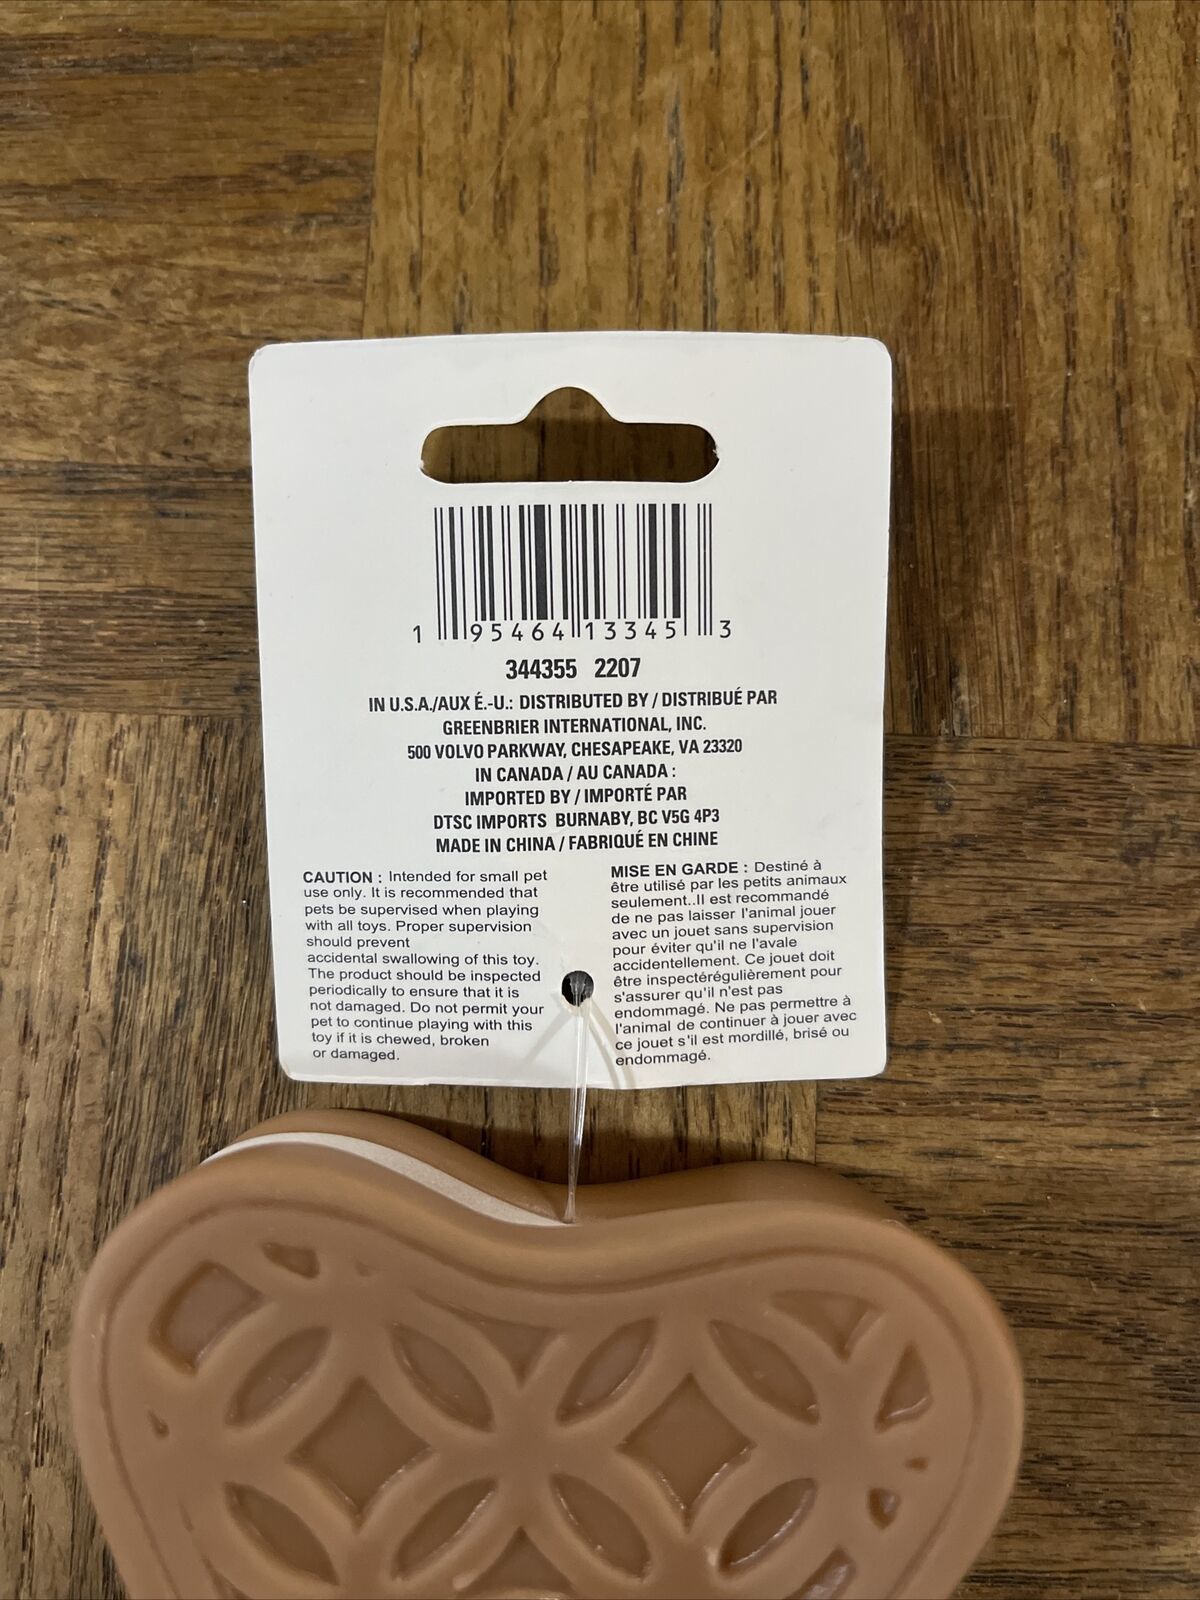 1 95464 13345 3
344355 2207
IN U.S.A./AUX É.-U.: DISTRIBUTED BY / DISTRIBUÉ PAR
GREENBRIER INTERNATIONAL, INC.
500 VOLVO PARKWAY, CHESAPEAKE, VA 23320
IN CANADA / AU CANADA :
IMPORTED BY / IMPORTÉ PAR
DTSC IMPORTS BURNABY, BC V5G 4P3
MADE IN CHINA / FABRIQUÉ EN CHINE
CAUTION : Intended for small pet
use only. It is recommended that
pets be supervised when playing
with all toys. Proper supervision
should prevent
accidental swallowing of this toy.
The product should be inspected
periodically to ensure that it is
not damaged. Do not permit your
pet to continue playing with this
toy if it is chewed, broken
or damaged.
MISE EN GARDE : Destiné à
être utilisé par les petits animaux
seulement..Il est recommandé
de ne pas laisser l'animal jouer
avec un jouet sans supervision
pour éviter qu'il ne l'avale
accidentellement. Ce jouet doit
être inspectérégulièrement pour
s'assurer qu'il n'est pas
endommagé. Ne pas permettre à
l'animal de continuer à jouer avec
ce jouet s'il est mordillé, brisé ou
endommagé.